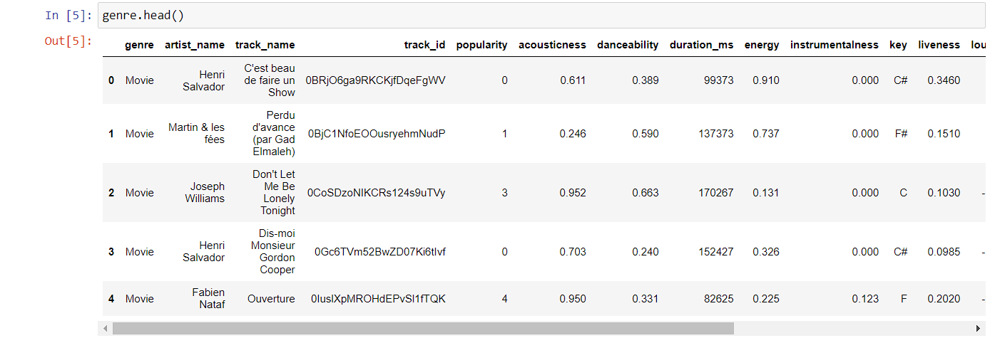 In [5]: genre.head()
Out[5]:
genre artist_name track_name track_id popularity acousticness danceability duration_ms energy instrumentalness key liveness lou
0 Movie Henri Salvador C'est beau de faire un Show 0BRjO6ga9RKCKjfDqeFgWV 0 0.611 0.389 99373 0.910 0.000 C# 0.3460
1 Movie Martin & les fées Perdu d'avance (par Gad Elmaleh) 0BjC1NfoEOOusryehmNudP 1 0.246 0.590 137373 0.737 0.000 F# 0.1510
2 Movie Joseph Williams Don't Let Me Be Lonely Tonight 0CoSDzoNIKCRs124s9uTVy 3 0.952 0.663 170267 0.131 0.000 C 0.1030 -
3 Movie Henri Salvador Dis-moi Monsieur Gordon Cooper 0Gc6TVm52BwZD07Ki6tIvf 0 0.703 0.240 152427 0.326 0.000 C# 0.0985 -
4 Movie Fabien Nataf Ouverture 0IuslXpMROHdEPvSl1fTQK 4 0.950 0.331 82625 0.225 0.123 F 0.2020 -